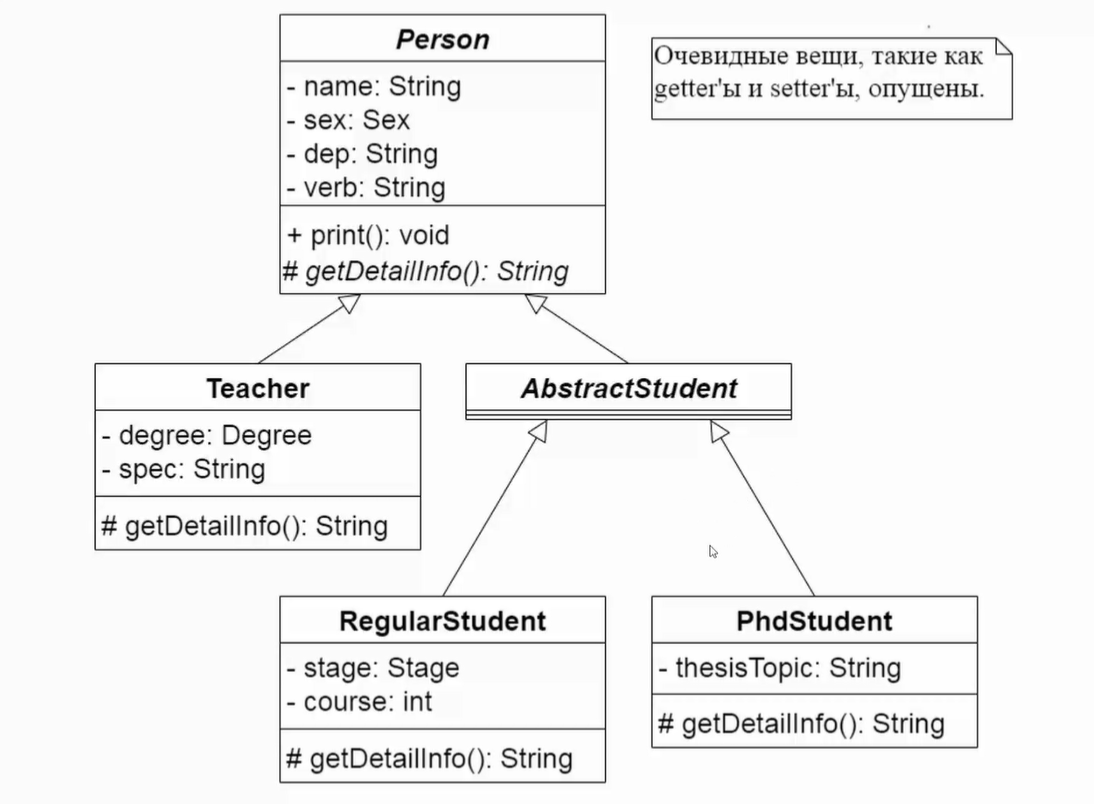 Person
- name: String
- sex: Sex
- dep: String
- verb: String
+ print(): void
# getDetailInfo(): String
Очевидные вещи, такие как
getter'ы и setter'ы, опущены.
Teacher
- degree: Degree
- spec: String
# getDetailInfo(): String
AbstractStudent
RegularStudent
- stage: Stage
- course: int
# getDetailInfo(): String
PhdStudent
- thesisTopic: String
# getDetailInfo(): String